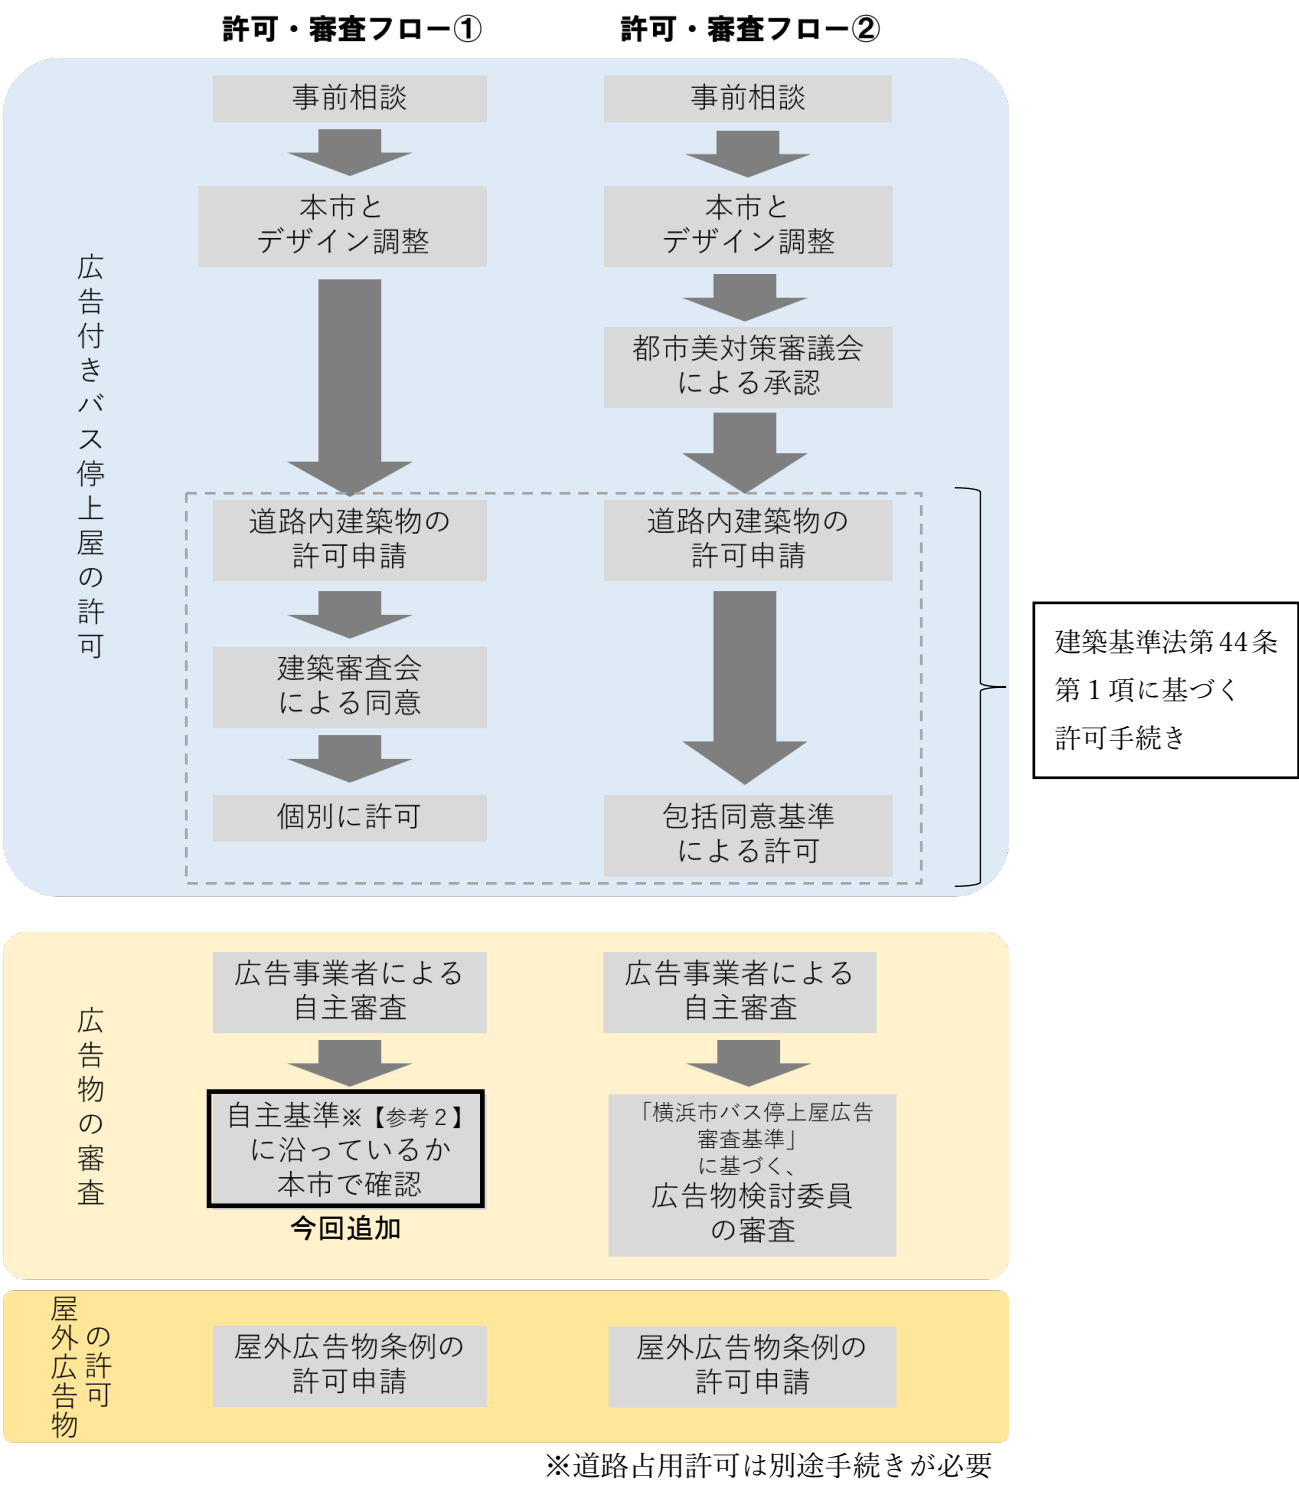 許可・審査フロー①
許可・審査フロー②
広告付きバス停上屋の許可
事前相談
本市と
デザイン調整
道路内建築物の
許可申請
建築審査会
による同意
個別に許可
事前相談
本市と
デザイン調整
都市美対策審議会
による承認
道路内建築物の
許可申請
包括同意基準
による許可
建築基準法第44条
第1項に基づく
許可手続き
広告物の審査
広告事業者による
自主審査
自主基準※【参考2】
に沿っているか
本市で確認
今回追加
広告事業者による
自主審査
「横浜市バス停上屋広告
審査基準」
に基づく、
広告物検討委員
の審査
屋外広告物
の許可
屋外広告物条例の
許可申請
屋外広告物条例の
許可申請
※道路占用許可は別途手続きが必要